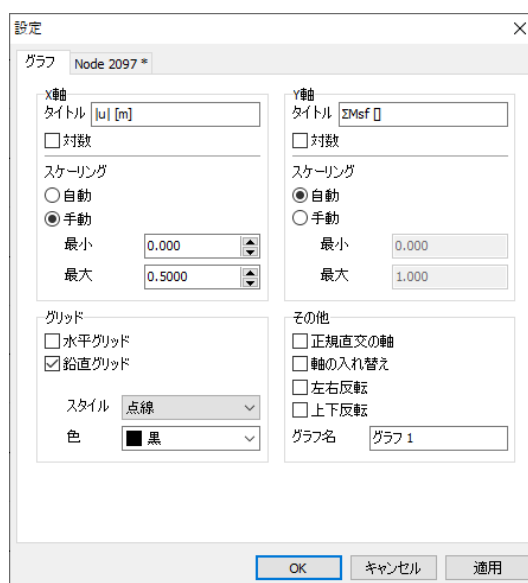 設定
グラフ Node 2097 *
X軸
タイトル |u| [m]
対数
スケーリング
自動
手動
最小 0.000
最大 0.5000
Y軸
タイトル ΣMsf []
対数
スケーリング
自動
手動
最小 0.000
最大 1.000
グリッド
水平グリッド
鉛直グリッド
スタイル 点線
色 黒
その他
正規直交の軸
軸の入れ替え
左右反転
上下反転
グラフ名 グラフ 1
OK キャンセル 適用